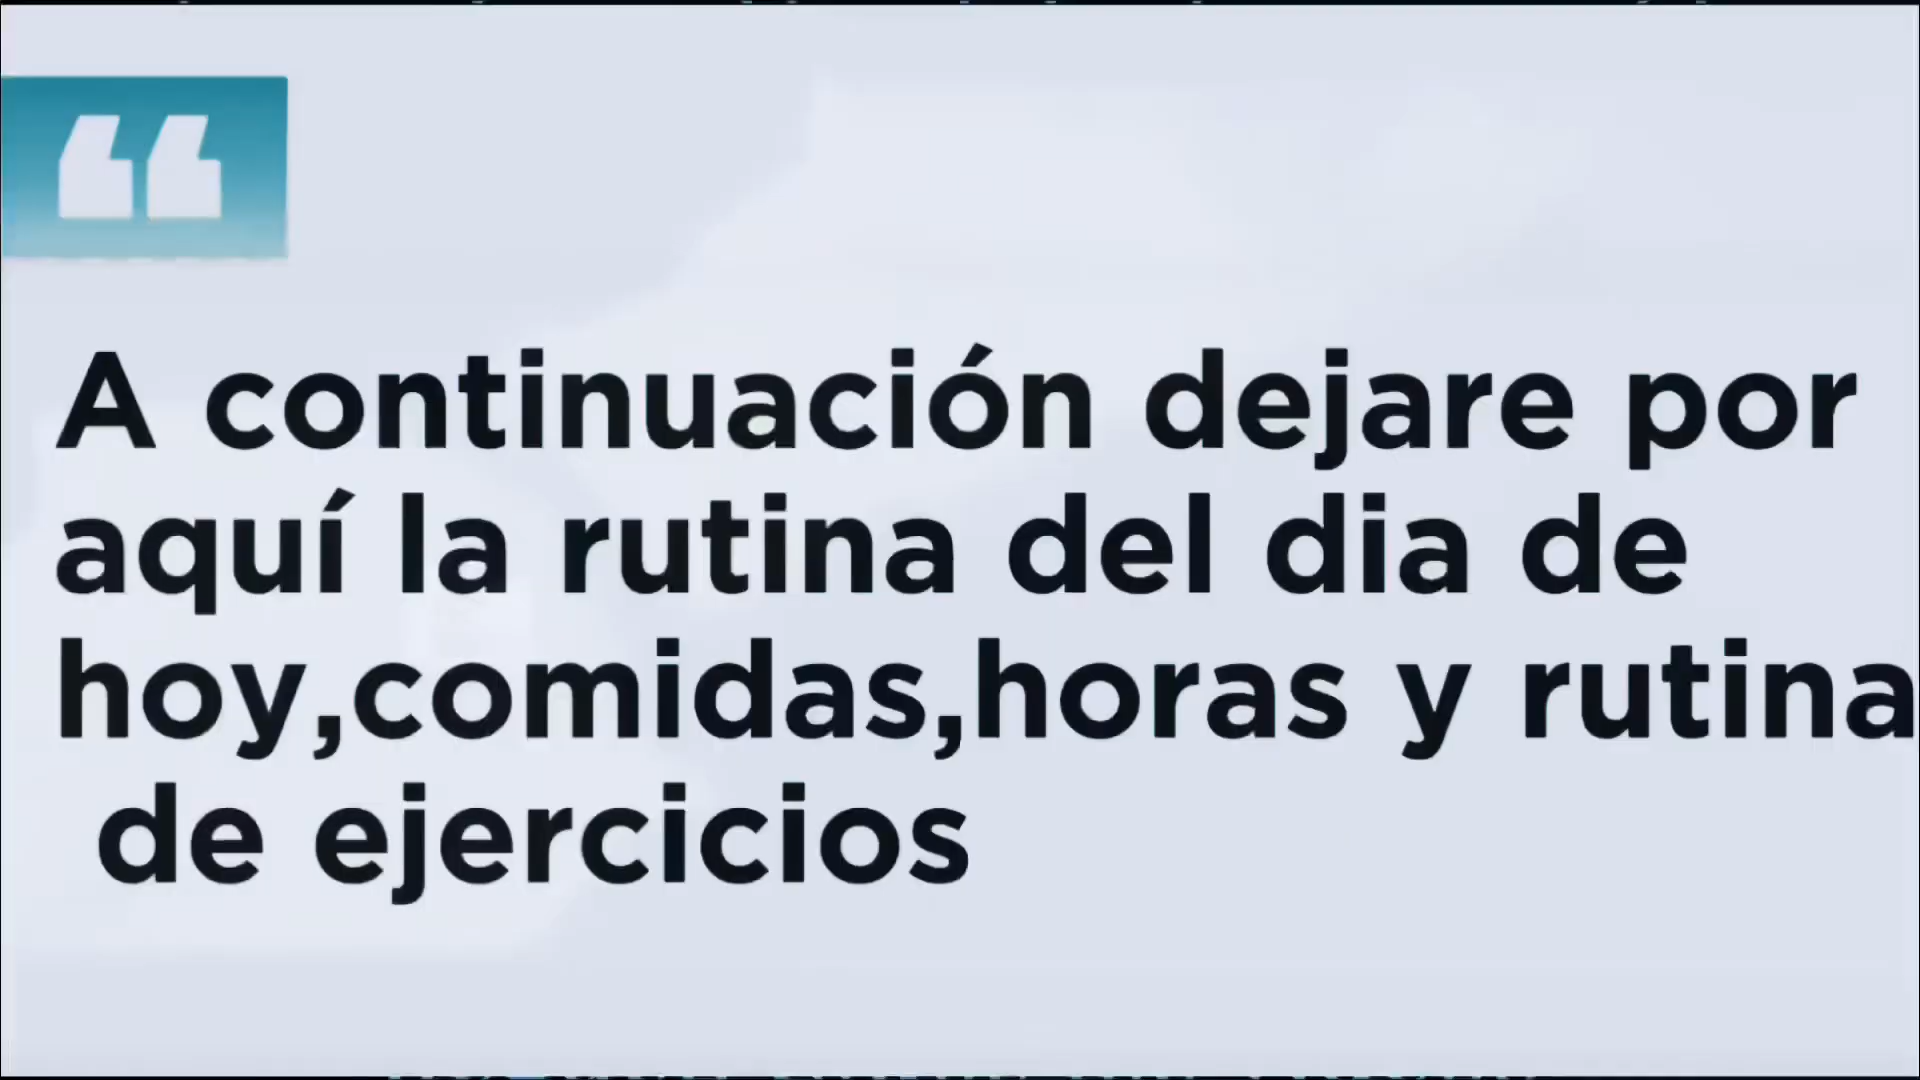 “
A continuación dejare por
aquí la rutina del dia de
hoy,comidas,horas y rutina
de ejercicios